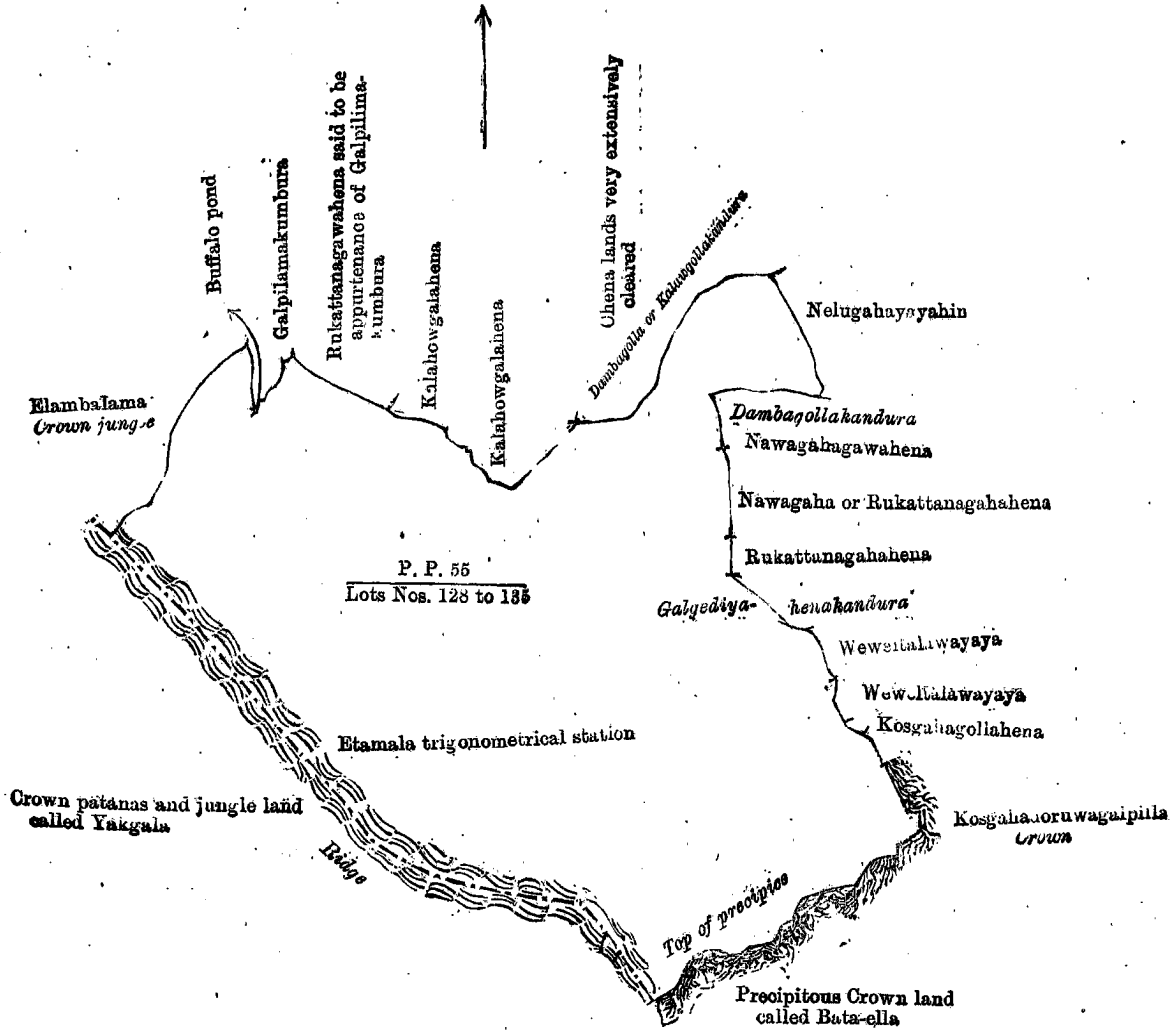 Buffalo pond
Galpilamakumbura
Rukattanagawahena said to be
appurtenance of Galpilima-
kumbura
Kalahowgalahena
Kalahowgalahena
Chena lands very extensively
cleared
Dambagolla or Kalawgollakandura
Nelugahayayahin
Elambalama
Crown jungle
Dambagollakandura
Nawagahagawahena
Nawagaha or Rukattanagahahena
Rukattanagahahena
P. P. 55
Lots Nos. 128 to 135
Galgediya- henakandura
Kosgahagollahena
Etamala trigonometrical station
Crown patanas and jungle land
called Yakgala
Ridge
Crown
Top of precipice
Precipitous Crown land
called Bata-ella